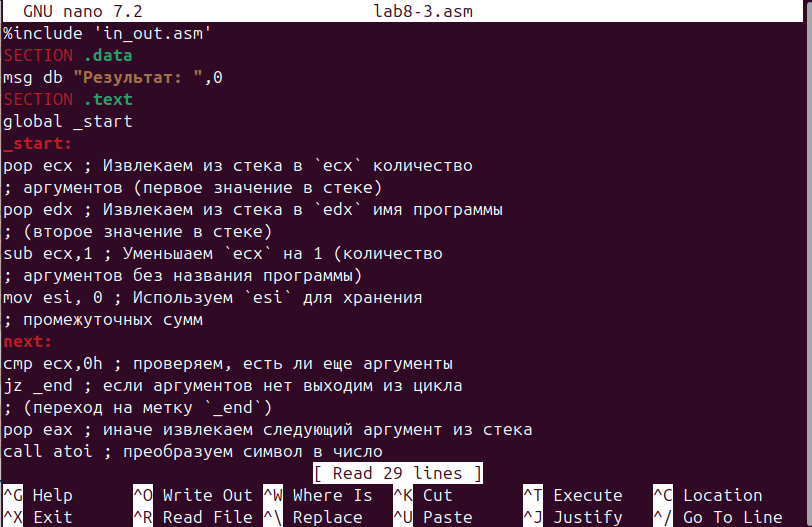 GNU nano 7.2 lab8-3.asm
%include 'in_out.asm'
SECTION .data
msg db "Результат: ",0
SECTION .text
global _start
_start:
pop ecx ; Извлекаем из стека в `ecx` количество
; аргументов (первое значение в стеке)
pop edx ; Извлекаем из стека в `edx` имя программы
; (второе значение в стеке)
sub ecx,1 ; Уменьшаем `ecx` на 1 (количество
; аргументов без названия программы)
mov esi, 0 ; Используем `esi` для хранения
; промежуточных сумм
next:
cmp ecx,0h ; проверяем, есть ли еще аргументы
jz _end ; если аргументов нет выходим из цикла
; (переход на метку `_end`)
pop eax ; иначе извлекаем следующий аргумент из стека
call atoi ; преобразуем символ в число
[ Read 29 lines ]
^G Help ^O Write Out ^W Where Is ^K Cut ^T Execute ^C Location
^X Exit ^R Read File ^\ Replace ^U Paste ^J Justify ^/ Go To Line